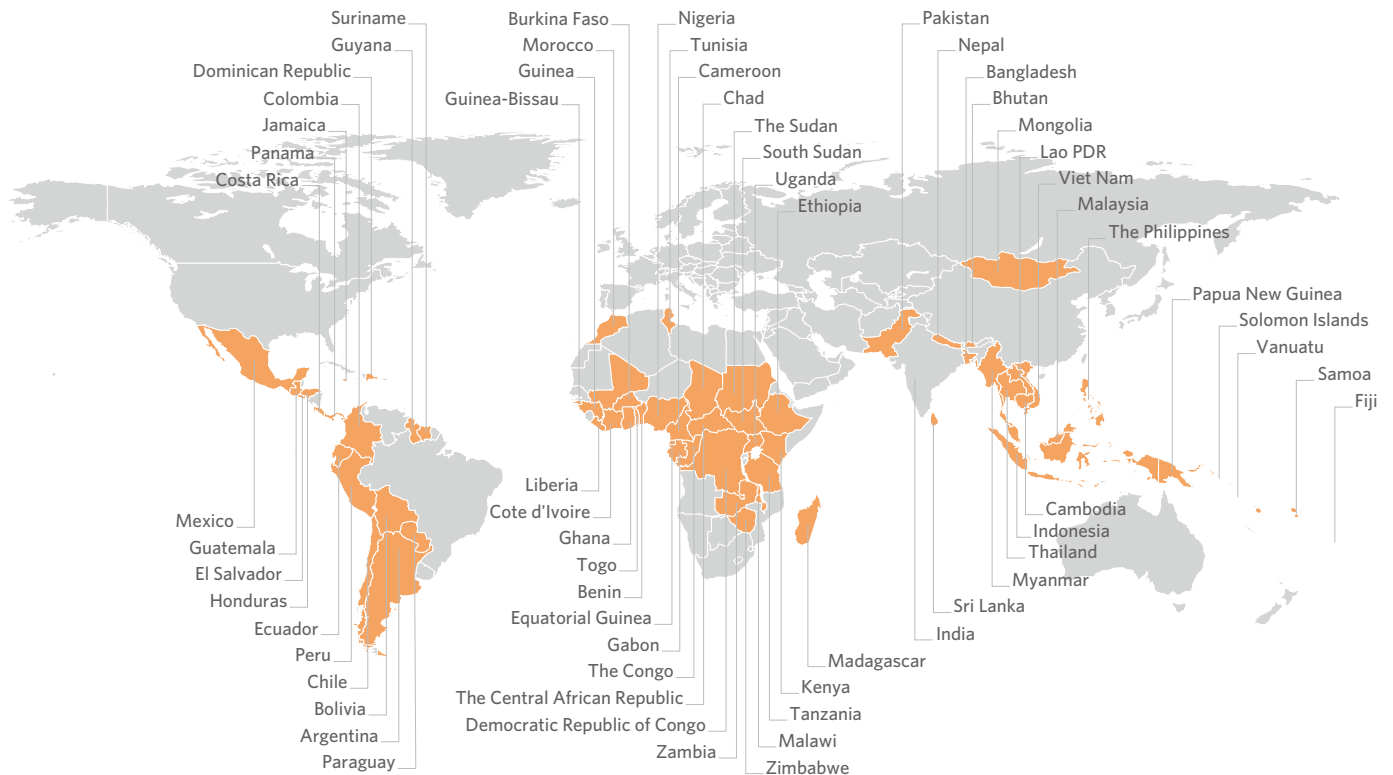 Suriname
Guyana
Dominican Republic
Colombia
Jamaica
Panama
Costa Rica
Burkina Faso
Morocco
Guinea
Guinea-Bissau
Nigeria
Tunisia
Cameroon
Chad
The Sudan
South Sudan
Uganda
Ethiopia
Pakistan
Nepal
Bangladesh
Bhutan
Mongolia
Lao PDR
Viet Nam
Malaysia
The Philippines
Papua New Guinea
Solomon Islands
Vanuatu
Samoa
Fiji
Mexico
Guatemala
El Salvador
Honduras
Ecuador
Peru
Chile
Bolivia
Argentina
Paraguay
Liberia
Cote d'Ivoire
Ghana
Togo
Benin
Equatorial Guinea
Gabon
The Congo
The Central African Republic
Democratic Republic of Congo
Zambia
Madagascar
Kenya
Tanzania
Malawi
Zimbabwe
Cambodia
Indonesia
Thailand
Myanmar
Sri Lanka
India